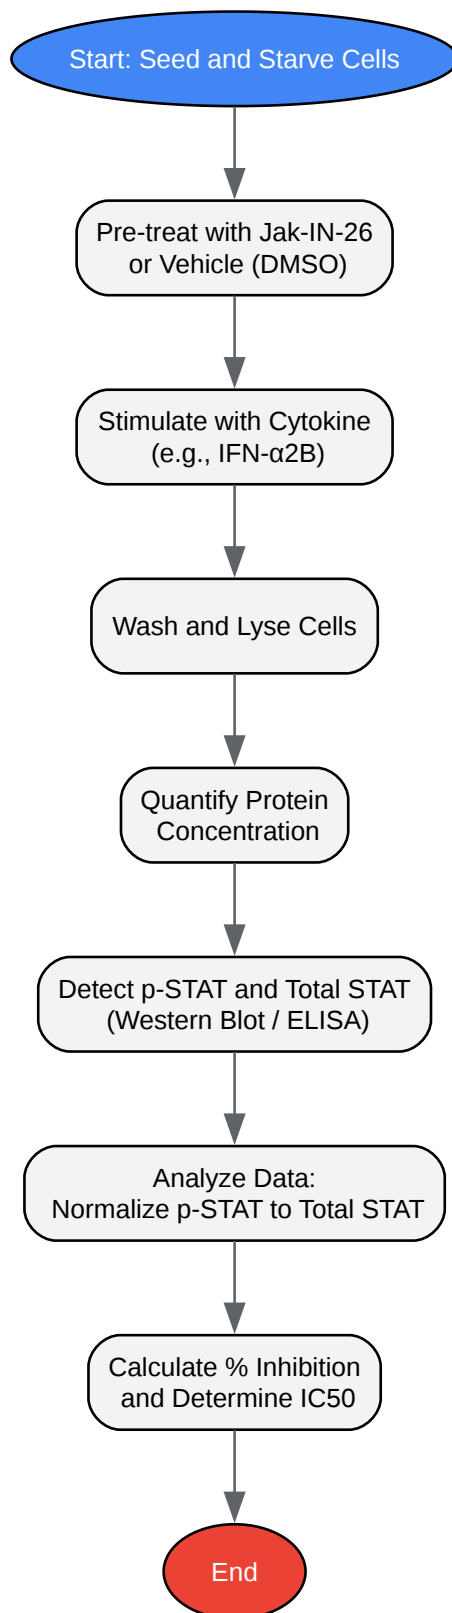 Start: Seed and Starve Cells
Pre-treat with Jak-IN-26
or Vehicle (DMSO)
Stimulate with Cytokine
(e.g., IFN-α2B)
Wash and Lyse Cells
Quantify Protein
Concentration
Detect p-STAT and Total STAT
(Western Blot / ELISA)
Analyze Data:
Normalize p-STAT to Total STAT
Calculate % Inhibition
and Determine IC50
End